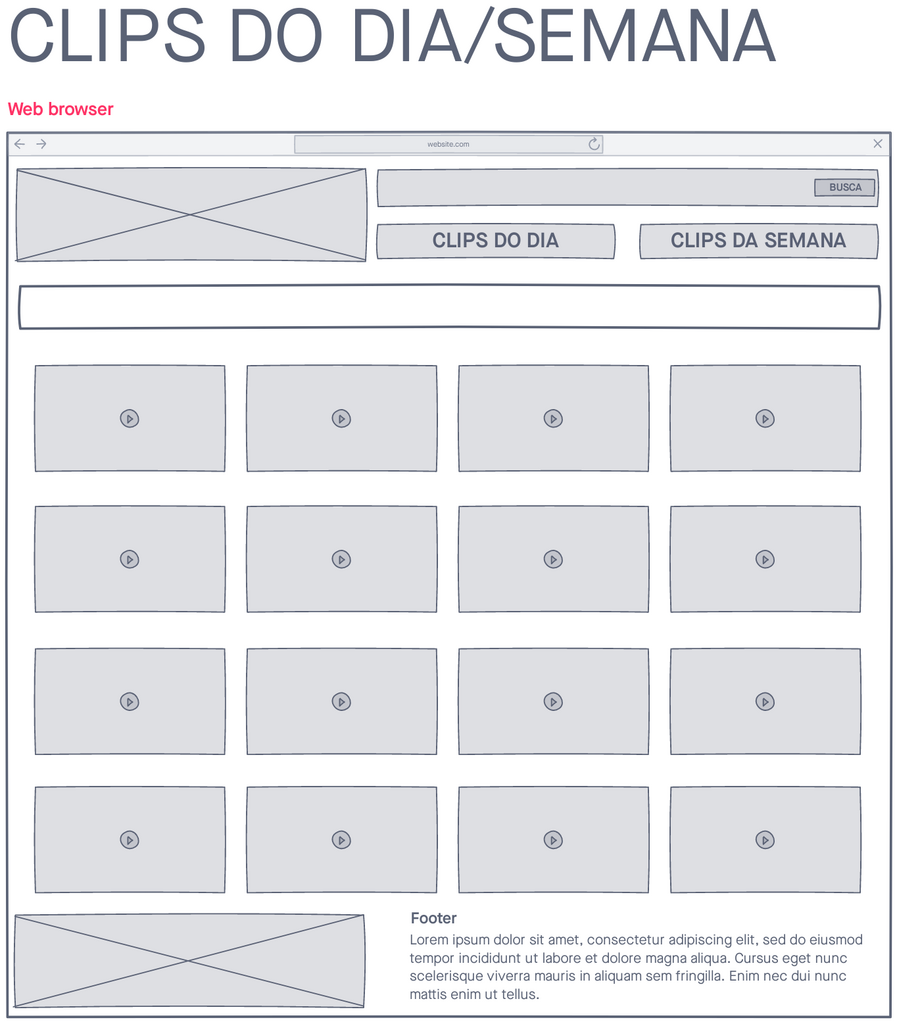 CLIPS DO DIA/SEMANA
Web browser
website.com
BUSCA
CLIPS DO DIA
CLIPS DA SEMANA
Footer
Lorem ipsum dolor sit amet, consectetur adipiscing elit, sed do eiusmod
tempor incididunt ut labore et dolore magna aliqua. Cursus eget nunc
scelerisque viverra mauris in aliquam sem fringilla. Enim nec dui nunc
mattis enim ut tellus.